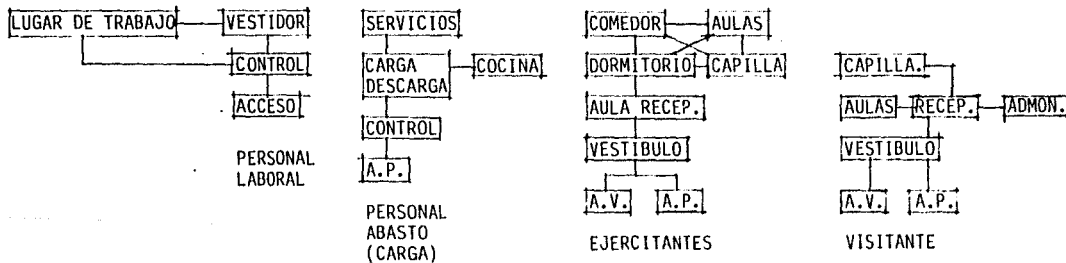 LUGAR DE TRABAJO
VESTIDOR
CONTROL
ACCESO
PERSONAL
LABORAL
SERVICIOS
CARGA
DESCARGA
COCINA
CONTROL
A.P.
PERSONAL
ABASTO
(CARGA)
COMEDOR
AULAS
DORMITORIO
CAPILLA
AULA RECEP.
VESTIBULO
A.V.
A.P.
EJERCITANTES
CAPILLA.
AULAS
RECEP.
ADMON.
VESTIBULO
A.V.
A.P.
VISITANTE